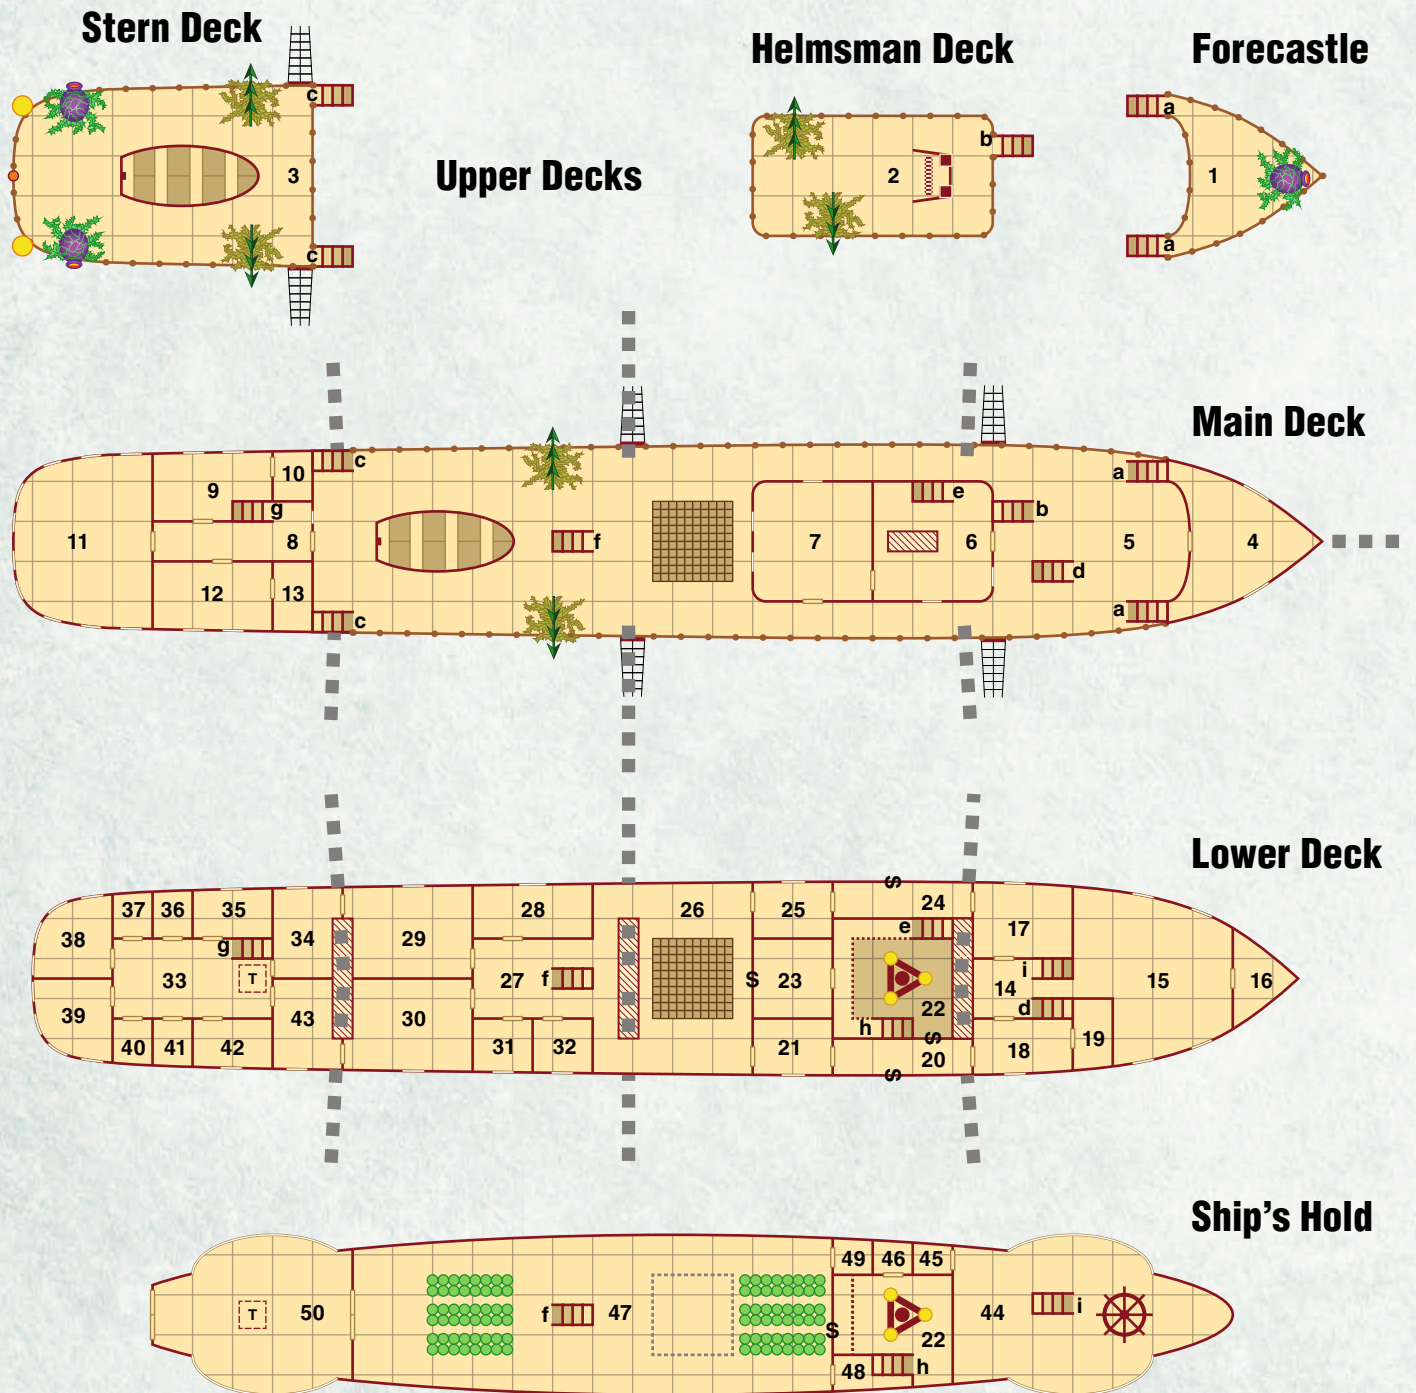 Stern Deck
Helmsman Deck
Forecastle
Upper Decks
c
3
c
b
2
a
1
a
Main Deck
c
10
9
g
11
8
12
13
c
f
7
e
6
b
d
a
5
4
a
Lower Deck
37 36 35
38
g
34
33
T
39
43
40 41 42
29
30
28
27
f
31 32
26
S
25
23
21
S
24
e
22
h
S
20
S
17
i
14
d
18
19
15
16
Ship's Hold
T
50
f
47
S
49 46 45
22
48
h
44
i